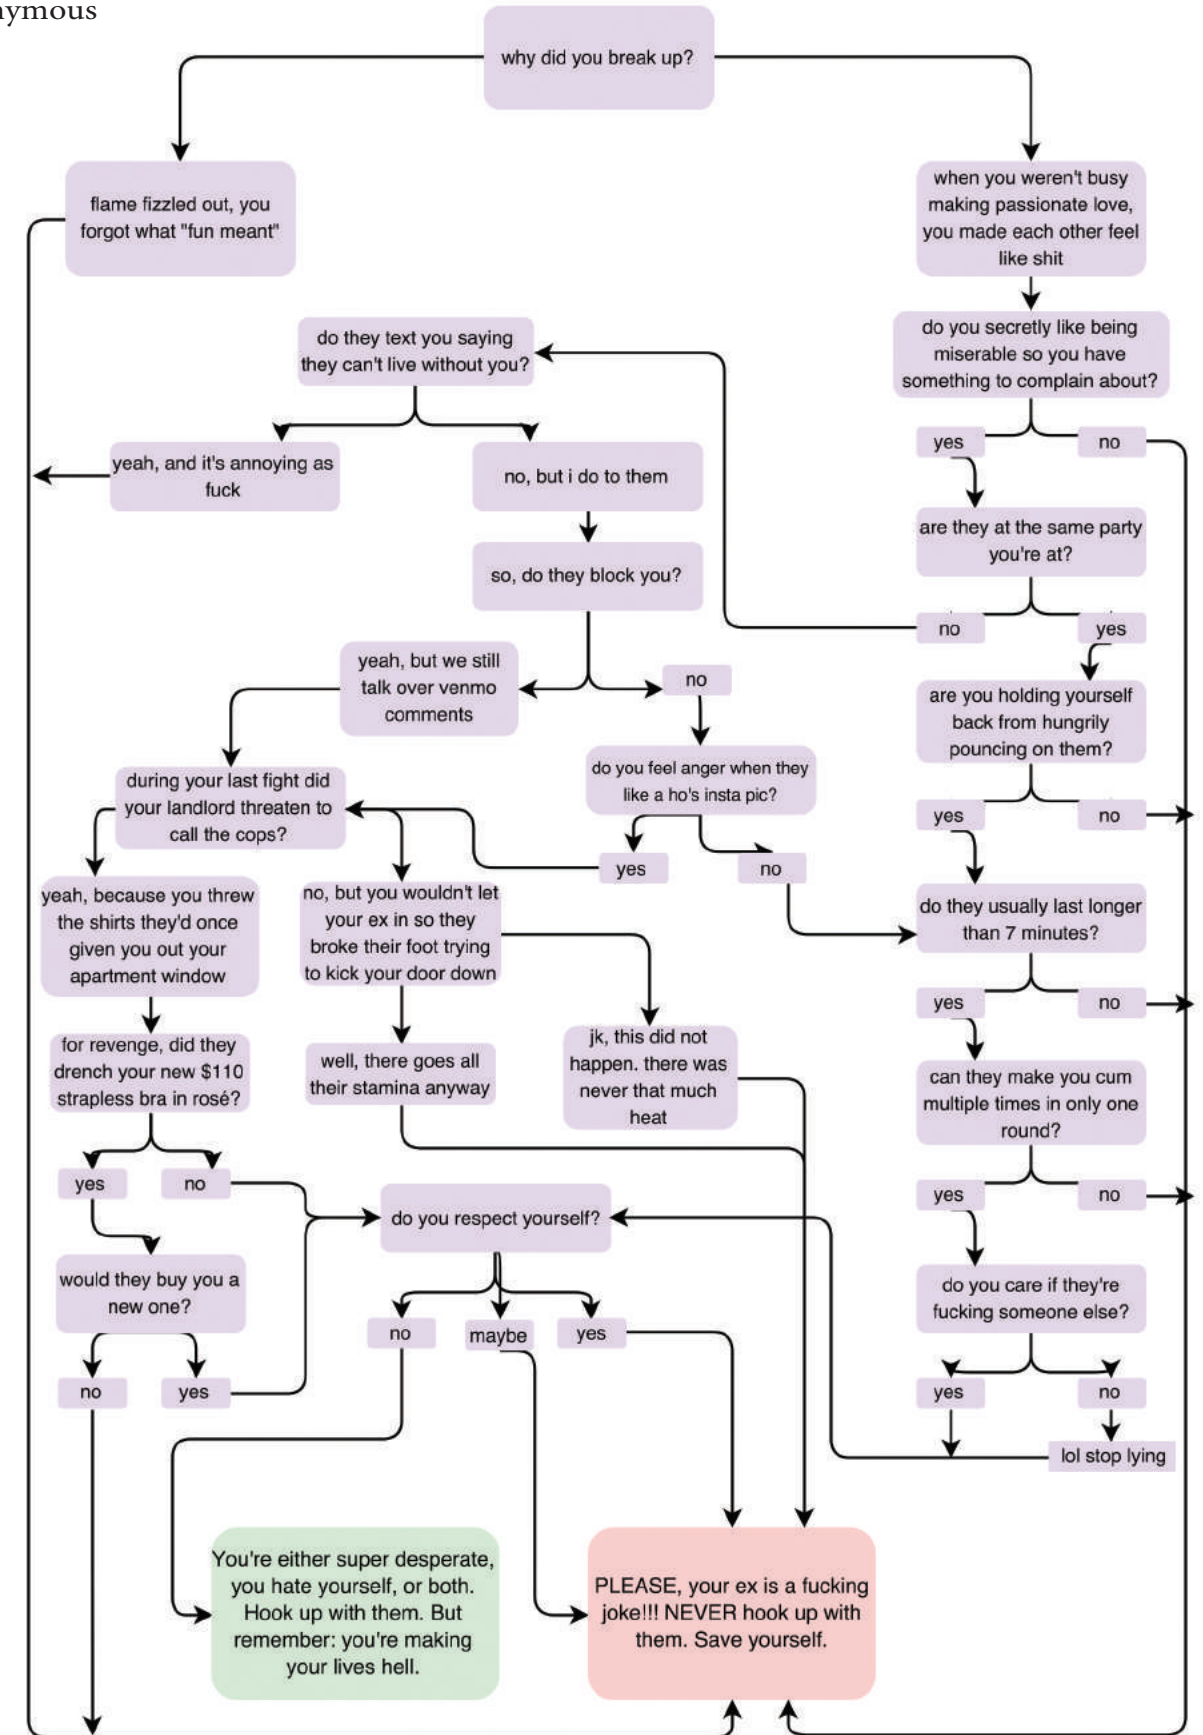 nymous
why did you break up?
flame fizzled out, you
forgot what "fun meant"
when you weren't busy
making passionate love,
you made each other feel
like shit
do they text you saying
they can't live without you?
do you secretly like being
miserable so you have
something to complain about?
yes
no
yeah, and it's annoying as
fuck
no, but i do to them
are they at the same party
you're at?
so, do they block you?
no
yes
yeah, but we still
talk over venmo
comments
no
are you holding yourself
back from hungrily
pouncing on them?
during your last fight did
your landlord threaten to
call the cops?
do you feel anger when they
like a ho's insta pic?
yes
no
yes
no
yeah, because you threw
the shirts they'd once
given you out your
apartment window
no, but you wouldn't let
your ex in so they
broke their foot trying
to kick your door down
do they usually last longer
than 7 minutes?
yes
no
for revenge, did they
drench your new $110
strapless bra in rosé?
well, there goes all
their stamina anyway
jk, this did not
happen. there was
never that much
heat
can they make you cum
multiple times in only one
round?
yes
no
yes
no
do you respect yourself?
would they buy you a
new one?
do you care if they're
fucking someone else?
no
maybe
yes
no
yes
yes
no
lol stop lying
You're either super desperate,
you hate yourself, or both.
Hook up with them. But
remember: you're making
your lives hell.
PLEASE, your ex is a fucking
joke!!! NEVER hook up with
them. Save yourself.